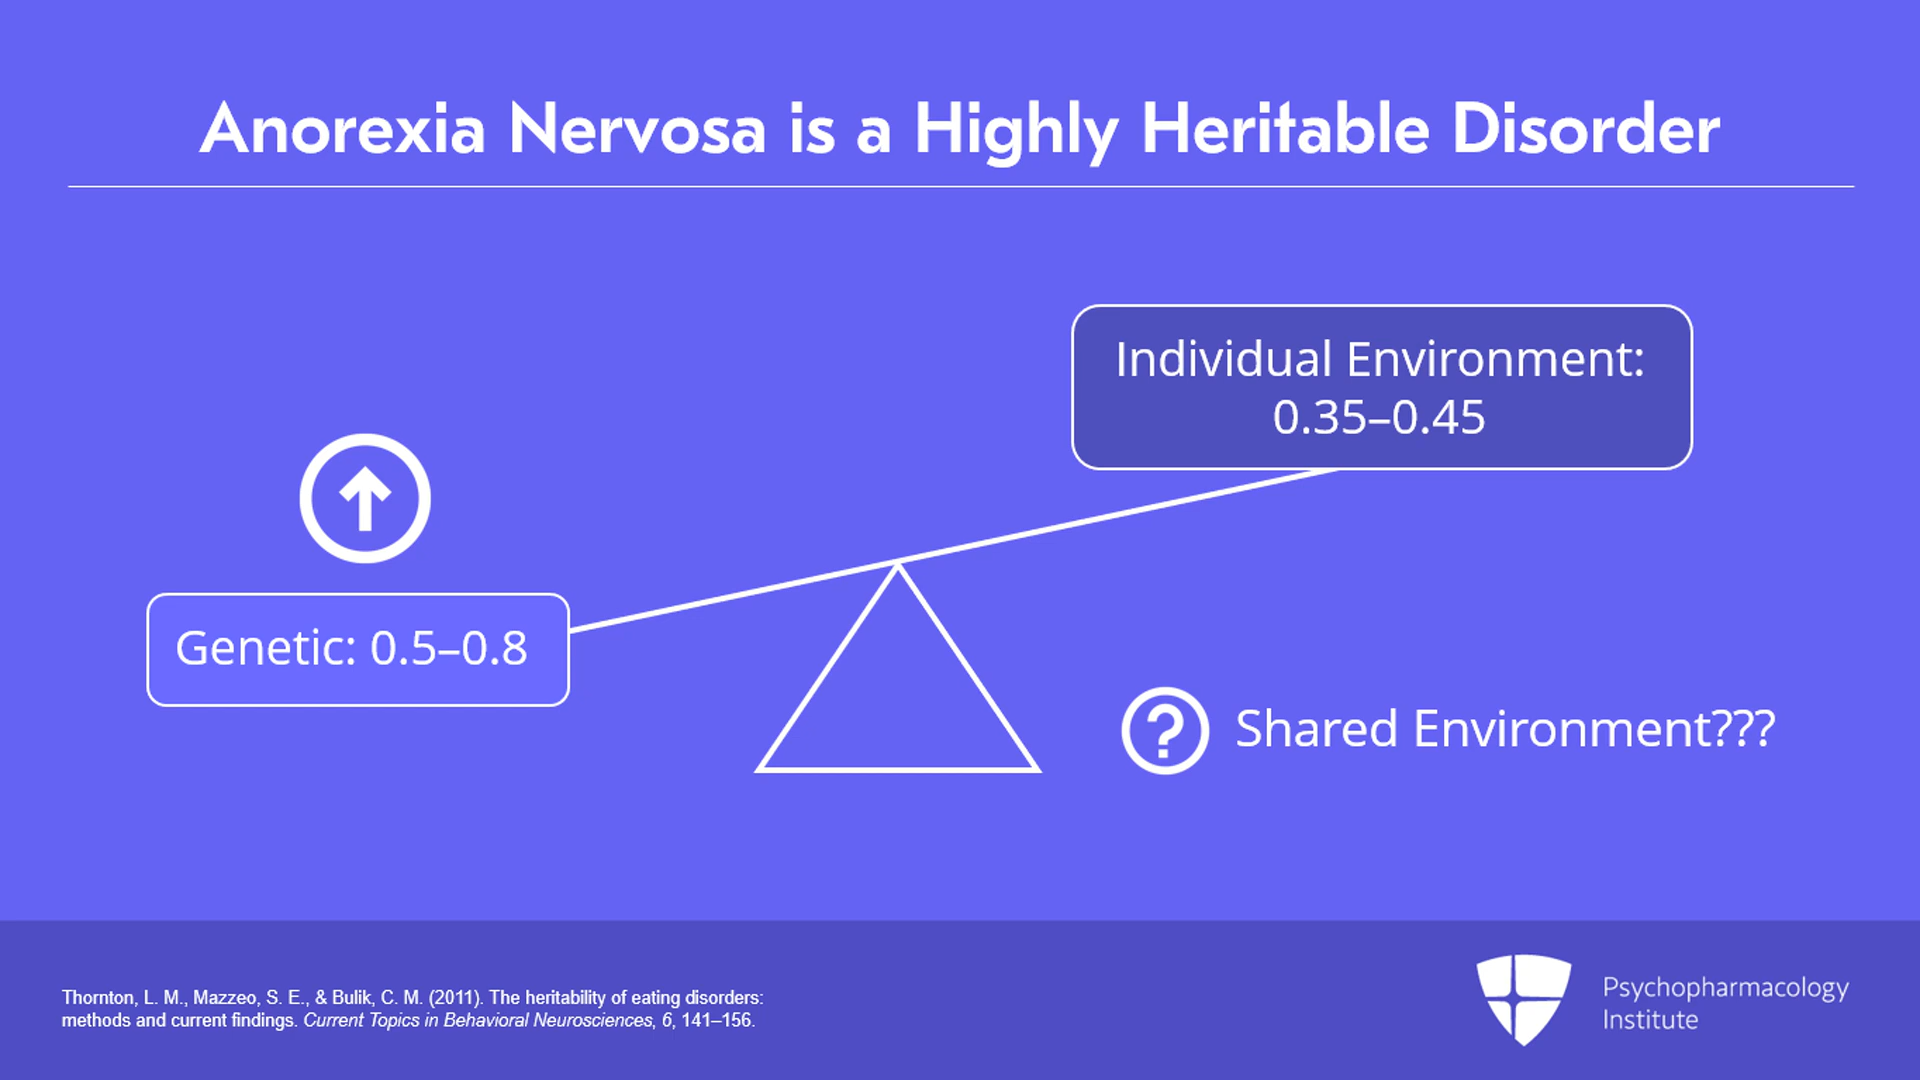 Anorexia Nervosa is a Highly Heritable Disorder
Individual Environment:
0.35–0.45
Genetic: 0.5–0.8
? Shared Environment???
Thornton, L. M., Mazzeo, S. E., & Bulik, C. M. (2011). The heritability of eating disorders:
methods and current findings. Current Topics in Behavioral Neurosciences, 6, 141–156.
Psychopharmacology
Institute